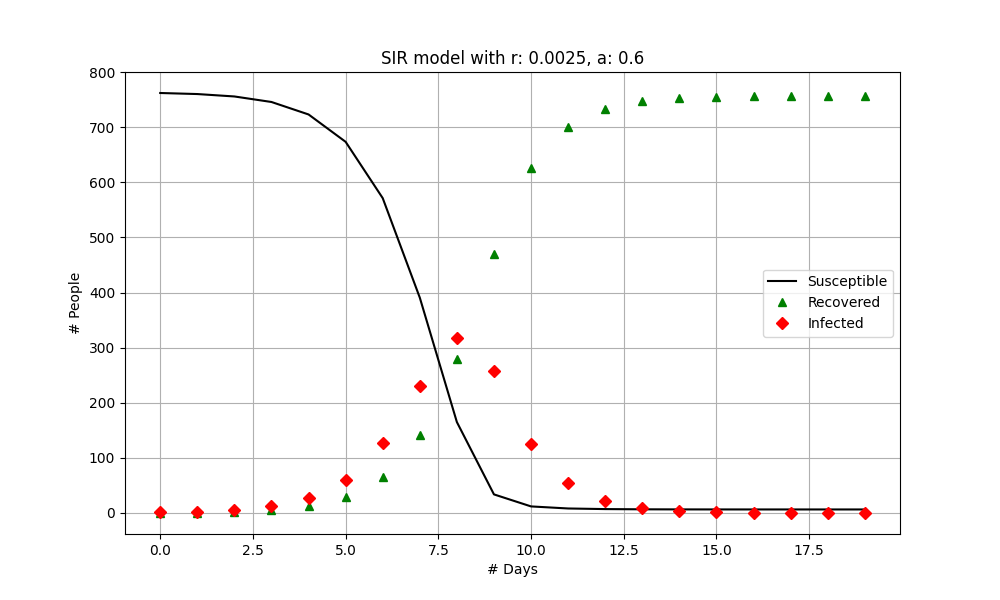 SIR model with r: 0.0025, a: 0.6
800
700
600
500
400
300
200
100
0
# People
Susceptible
Recovered
Infected
0.0 2.5 5.0 7.5 10.0 12.5 15.0 17.5
# Days